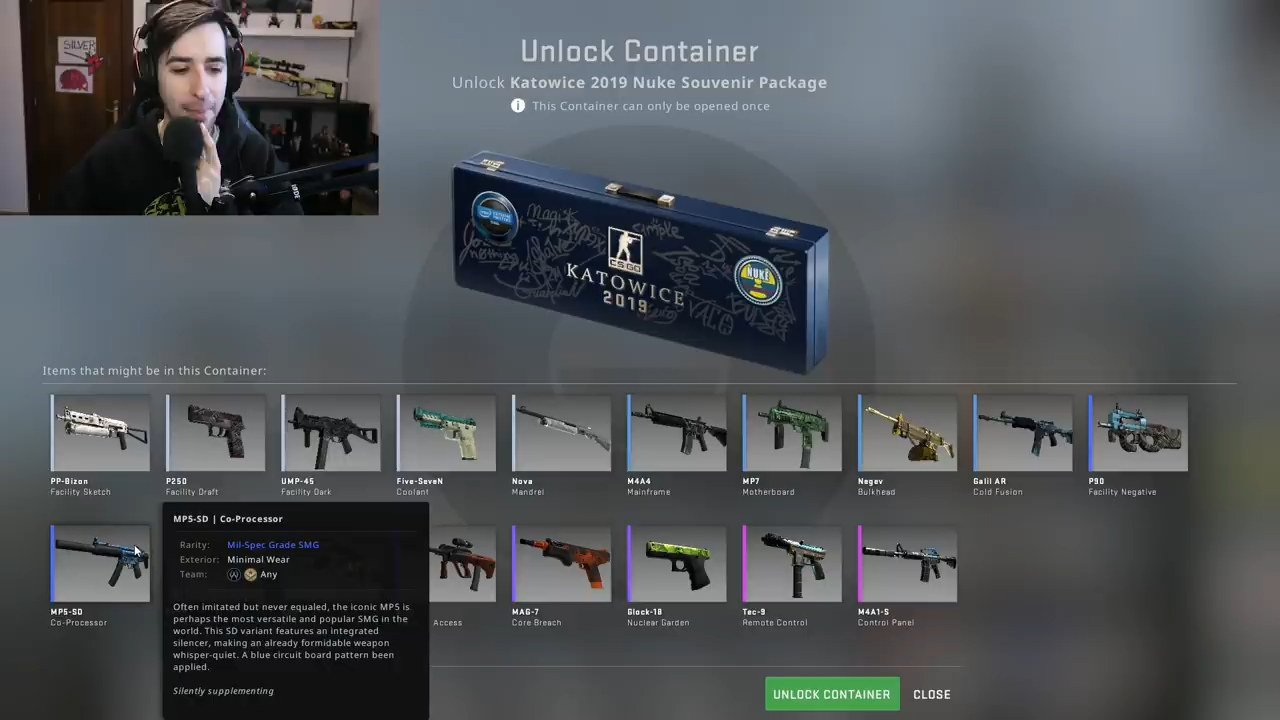 SILVER
Unlock Container
Unlock Katowice 2019 Nuke Souvenir Package
This Container can only be opened once
CS:GO
KATOWICE
2019
NUKE
Items that might be in this Container:
PP-Bizon
Facility Sketch
P250
Facility Draft
UMP-45
Facility Dark
Five-SeveN
Coolant
Nova
Mandrel
M4A4
Mainframe
MP7
Motherboard
Negev
Bulkhead
Galil AR
Cold Fusion
P90
Facility Negative
MP5-SD
Co-Processor
MP5-SD | Co-Processor
Rarity: Mil-Spec Grade SMG
Exterior: Minimal Wear
Team: Any
Often imitated but never equaled, the iconic MP5 is
perhaps the most versatile and popular SMG in the
world. This SD variant features an integrated
silencer, making an already formidable weapon
whisper-quiet. A blue circuit board pattern been
applied.
Silently supplementing
Access
MAG-7
Core Breach
Glock-18
Nuclear Garden
Tec-9
Remote Control
M4A1-S
Control Panel
UNLOCK CONTAINER
CLOSE